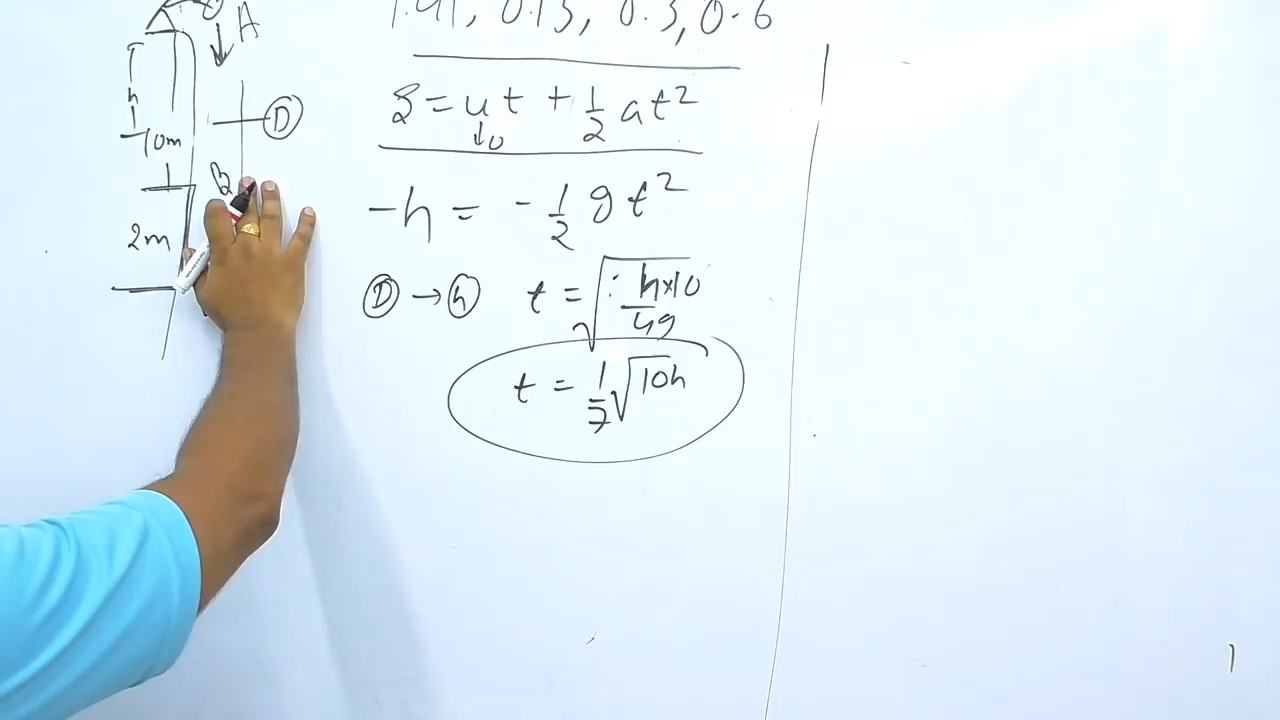 1.41, 0.15, 0.3, 0.6
A
h
10m
D
B
2m
S = ut + 1/2 at²
↓0
-h = - 1/2 gt²
D → h t = √(h×10/49)
t = 1/7 √10h
1